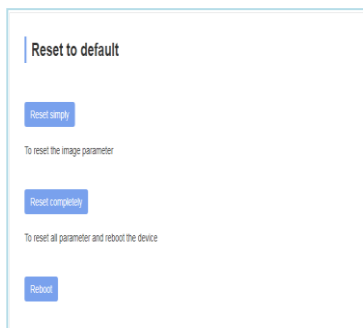 Reset to default
Reset simply
To reset the image parameter
Reset completely
To reset all parameter and reboot the device
Reboot